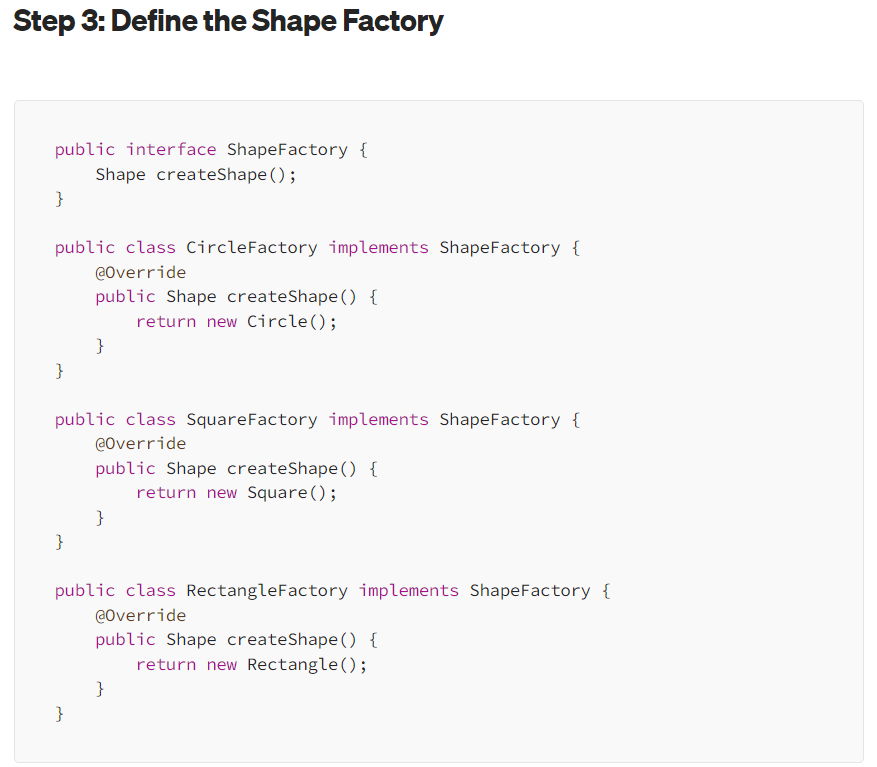 Step 3: Define the Shape Factory
public interface ShapeFactory {
    Shape createShape();
}
public class CircleFactory implements ShapeFactory {
    @Override
    public Shape createShape() {
        return new Circle();
    }
}
public class SquareFactory implements ShapeFactory {
    @Override
    public Shape createShape() {
        return new Square();
    }
}
public class RectangleFactory implements ShapeFactory {
    @Override
    public Shape createShape() {
        return new Rectangle();
    }
}